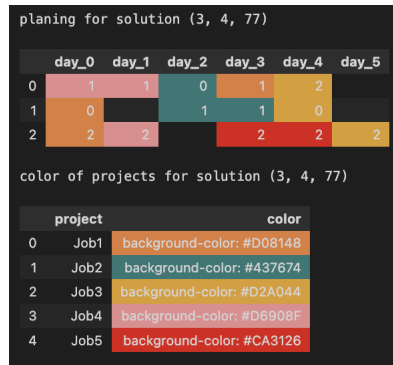 planing for solution (3, 4, 77)
day_0 day_1 day_2 day_3 day_4 day_5
0 1 1 0 1 2
1 0 1 1 0
2 2 2 2 2 2
color of projects for solution (3, 4, 77)
project color
0 Job1 background-color: #D08148
1 Job2 background-color: #437674
2 Job3 background-color: #D2A044
3 Job4 background-color: #D6908F
4 Job5 background-color: #CA3126